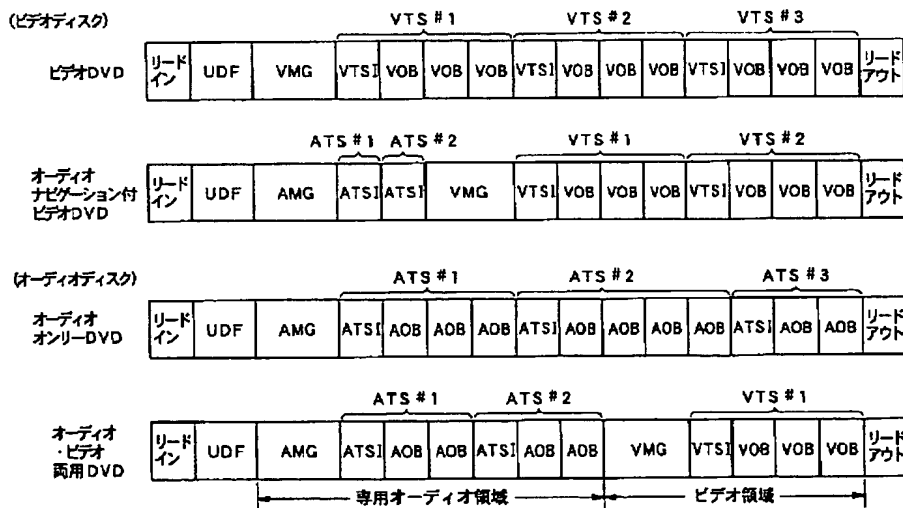 (ビデオディスク)
VTS #1 VTS #2 VTS #3
ビデオDVD
リードイン UDF VMG VTSI VOB VOB VOB VTSI VOB VOB VOB VTSI VOB VOB VOB リードアウト
ATS #1 ATS #2 VTS #1 VTS #2
オーディオ
ナビゲーション付
ビデオDVD
リードイン UDF AMG ATSI ATSI VMG VTSI VOB VOB VOB VTSI VOB VOB VOB リードアウト
(オーディオディスク)
ATS #1 ATS #2 ATS #3
オーディオ
オンリーDVD
リードイン UDF AMG ATSI AOB AOB AOB ATSI AOB AOB AOB AOB ATSI AOB AOB リードアウト
ATS #1 ATS #2 VTS #1
オーディオ
・ビデオ
両用DVD
リードイン UDF AMG ATSI AOB AOB ATSI AOB AOB VMG VTSI VOB VOB VOB リードアウト
専用オーディオ領域 ビデオ領域